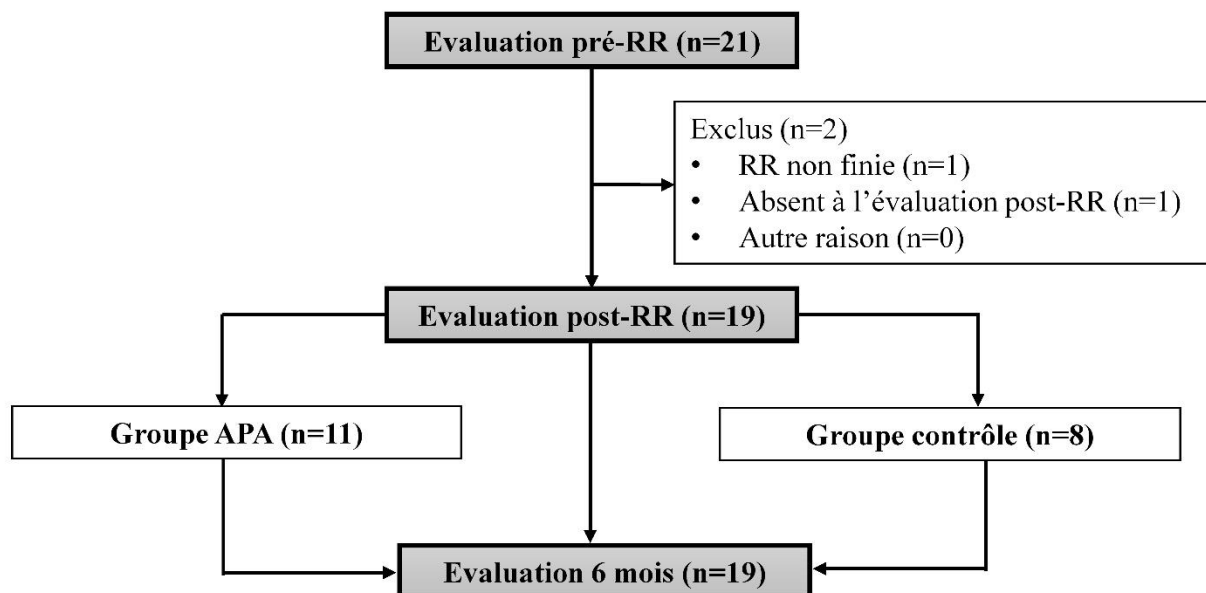 Evaluation pré-RR (n=21)
Exclus (n=2)
• RR non finie (n=1)
• Absent à l’évaluation post-RR (n=1)
• Autre raison (n=0)
Evaluation post-RR (n=19)
Groupe APA (n=11)
Groupe contrôle (n=8)
Evaluation 6 mois (n=19)